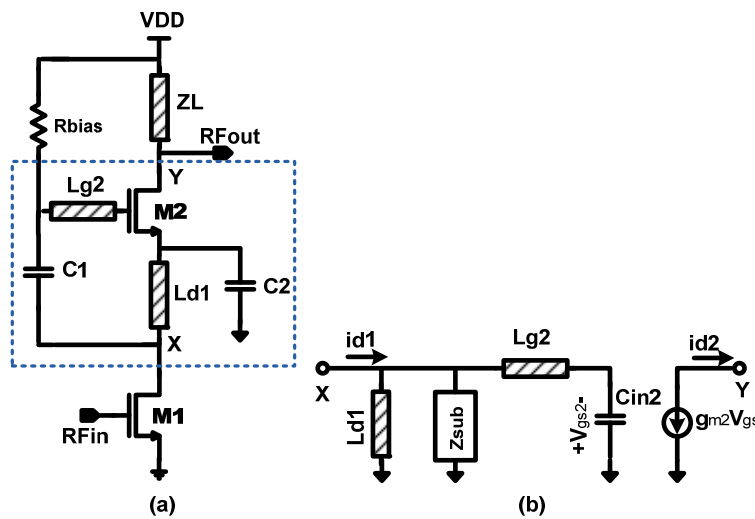 VDD
ZL
Rbias
RFout
Y
Lg2
M2
C1
Ld1
C2
X
M1
RFin
(a)
id1
Lg2
id2
X
Y
Ld1
Zsub
+Vgs2-
Cin2
gm2Vgs
(b)